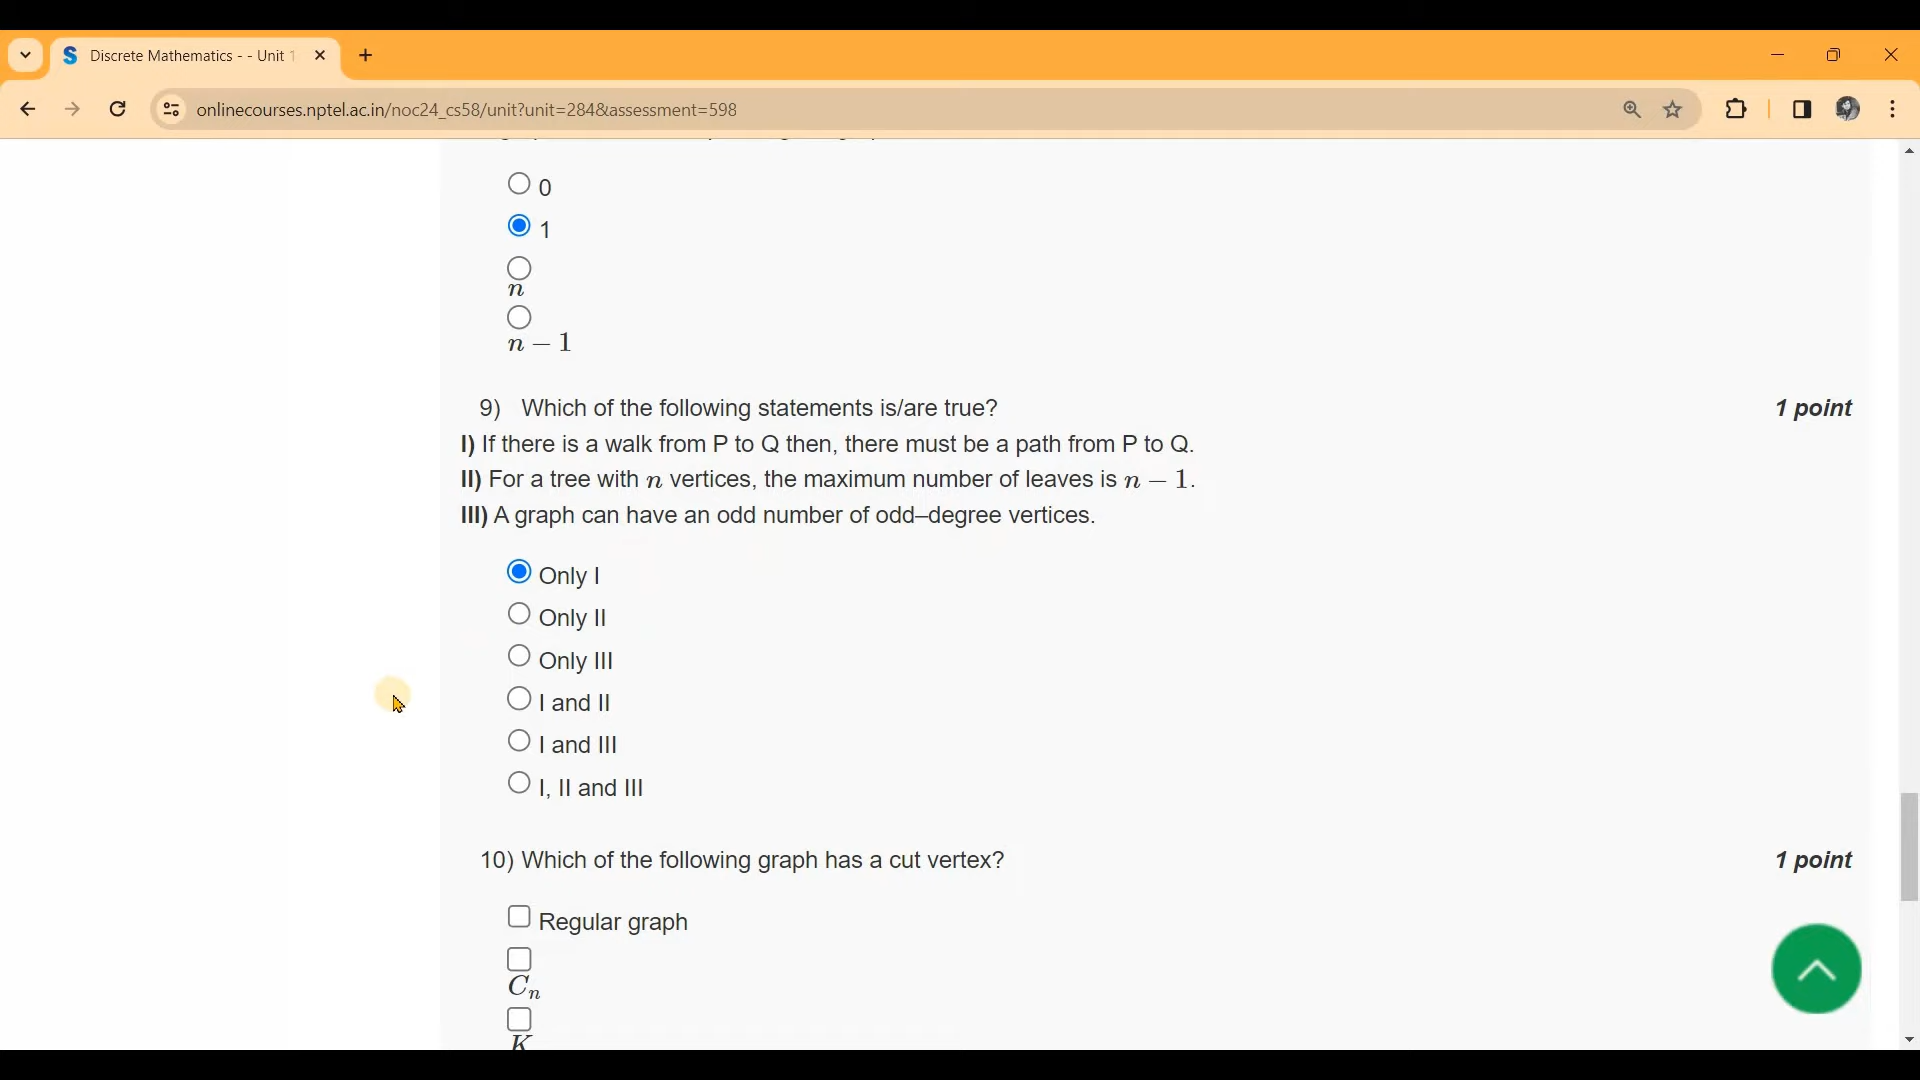 Discrete Mathematics - - Unit 1
onlinecourses.nptel.ac.in/noc24_cs58/unit?unit=284&assessment=598
0
1
n
n − 1
9) Which of the following statements is/are true? 1 point
I) If there is a walk from P to Q then, there must be a path from P to Q.
II) For a tree with n vertices, the maximum number of leaves is n − 1.
III) A graph can have an odd number of odd–degree vertices.
Only I
Only II
Only III
I and II
I and III
I, II and III
10) Which of the following graph has a cut vertex? 1 point
Regular graph
Cₙ
K